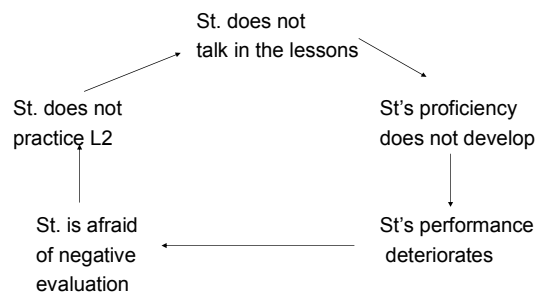 St. does not
talk in the lessons
St's proficiency
does not develop
St's performance
deteriorates
St. is afraid
of negative
evaluation
St. does not
practice L2